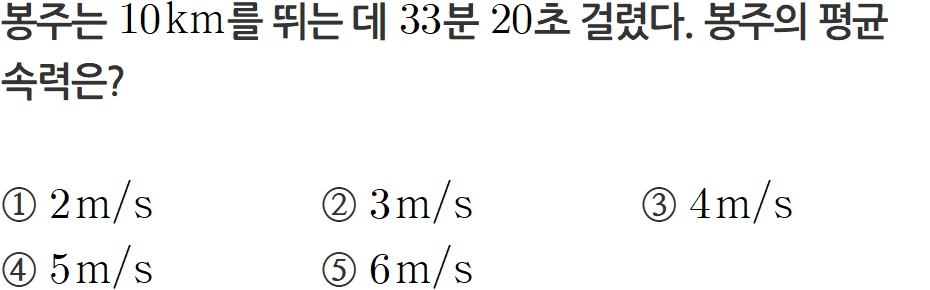 봉주는 10km를 뛰는 데 33분 20초 걸렸다. 봉주의 평균
속력은?
① 2m/s ② 3m/s ③ 4m/s
④ 5m/s ⑤ 6m/s